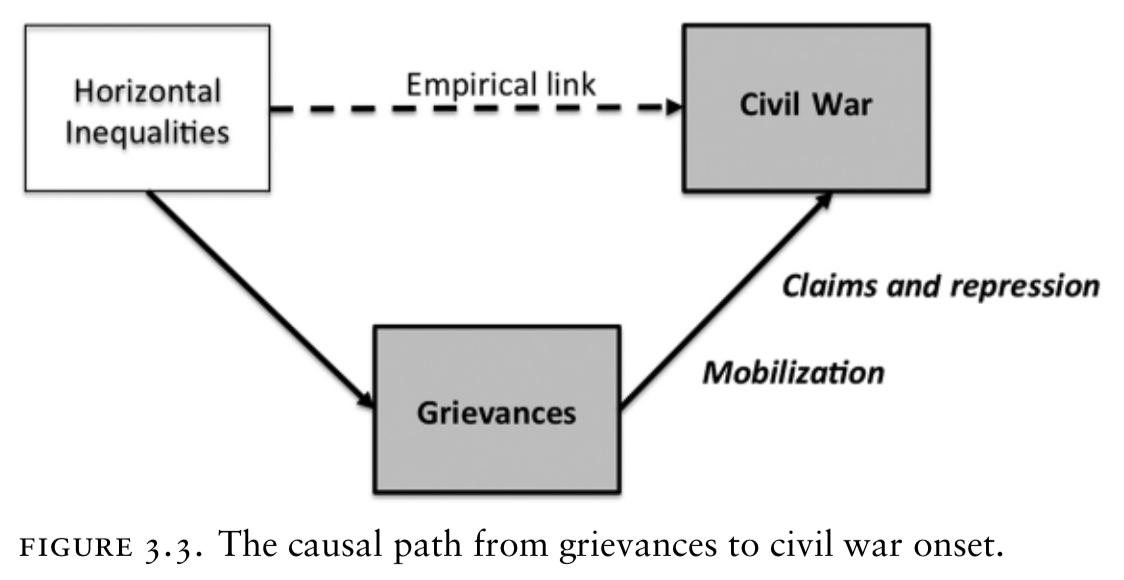 Horizontal
Inequalities
Empirical link
Civil War
Claims and repression
Mobilization
Grievances
FIGURE 3.3. The causal path from grievances to civil war onset.